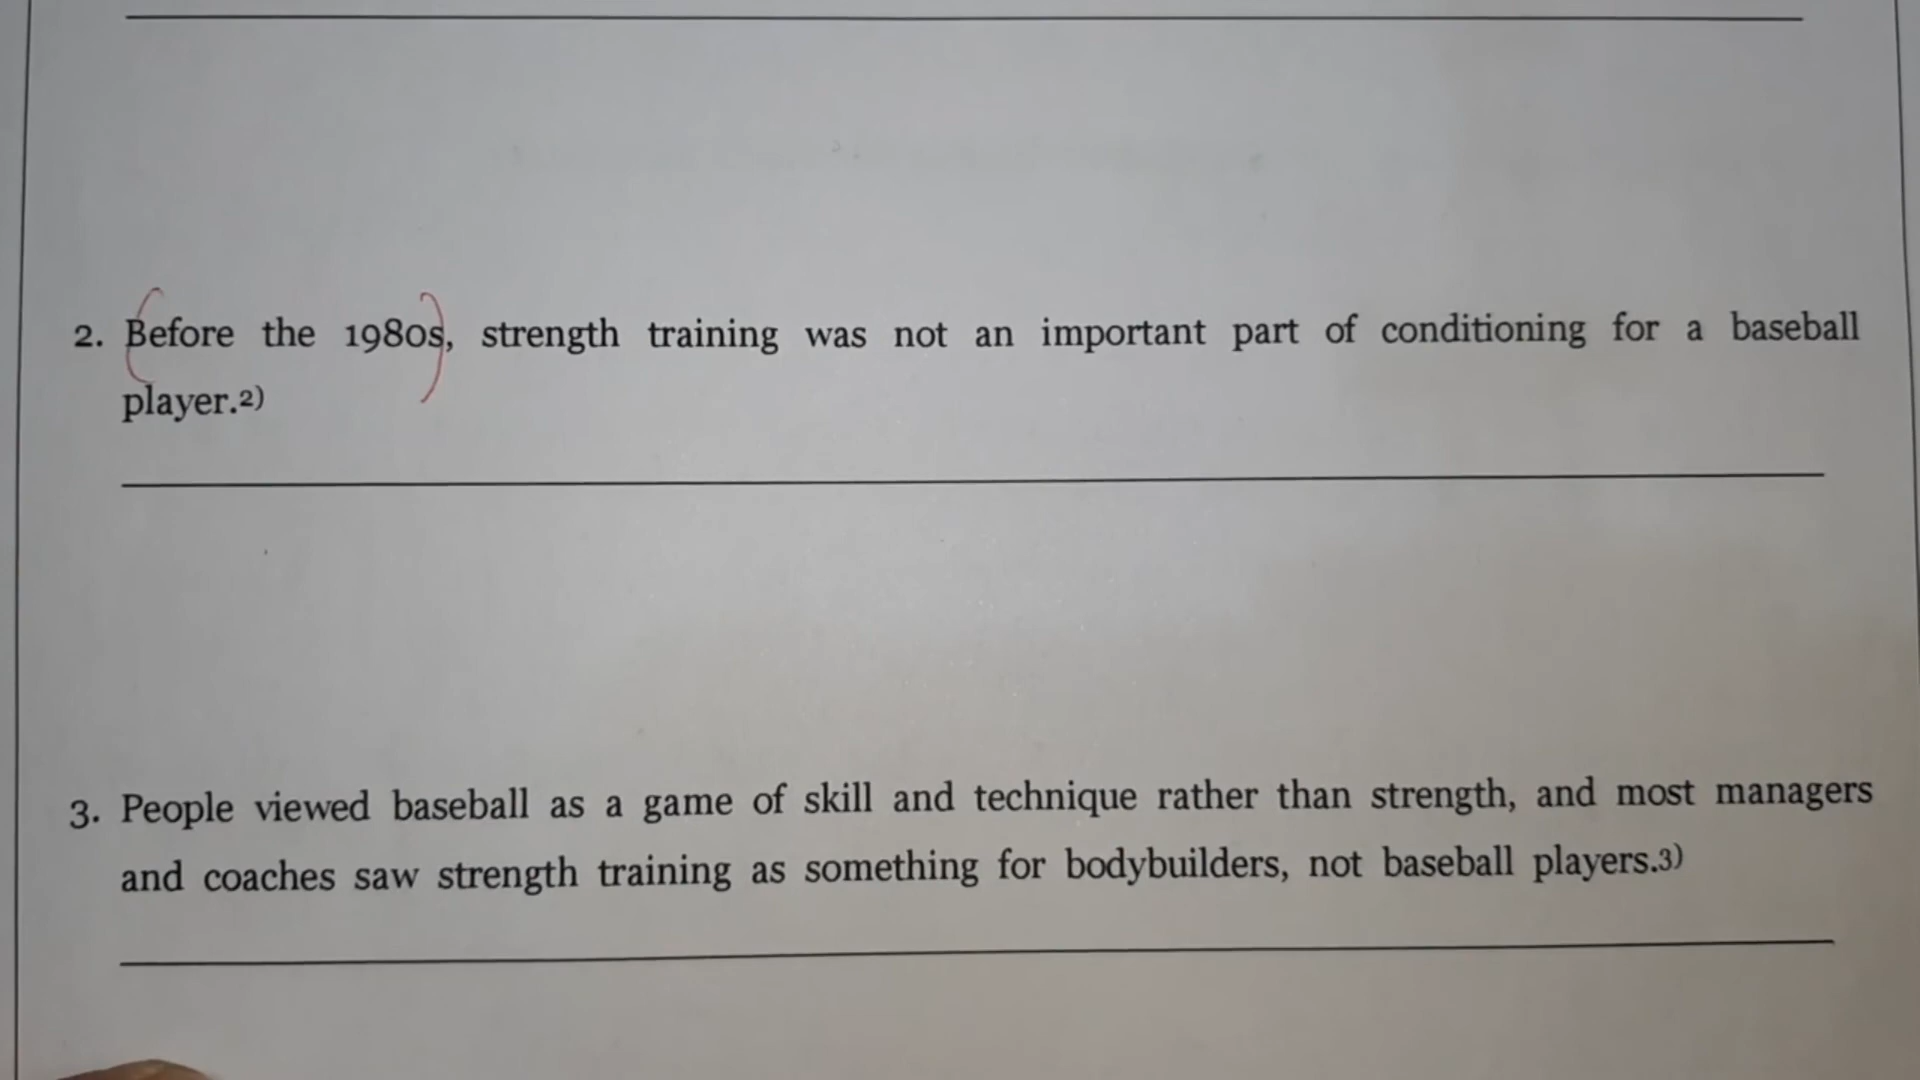 2. Before the 1980s, strength training was not an important part of conditioning for a baseball
player.2)
3. People viewed baseball as a game of skill and technique rather than strength, and most managers
and coaches saw strength training as something for bodybuilders, not baseball players.3)